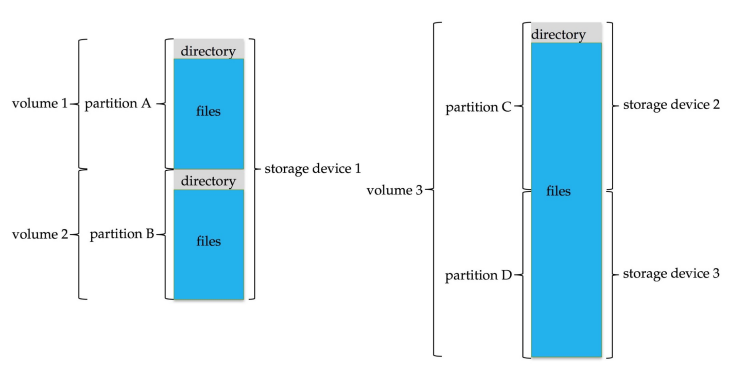 directory
volume 1
partition A
files
storage device 1
directory
volume 2
partition B
files
directory
partition C
storage device 2
volume 3
files
partition D
storage device 3